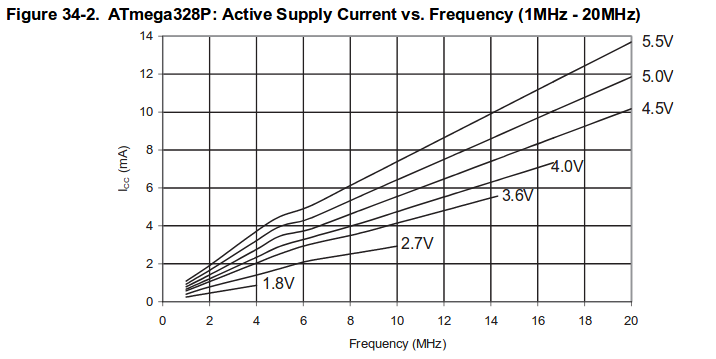 Figure 34-2. ATmega328P: Active Supply Current vs. Frequency (1MHz - 20MHz)
14
5.5V
12
5.0V
10
4.5V
8
I_CC (mA)
4.0V
6
3.6V
4
2.7V
2
1.8V
0
0 2 4 6 8 10 12 14 16 18 20
Frequency (MHz)